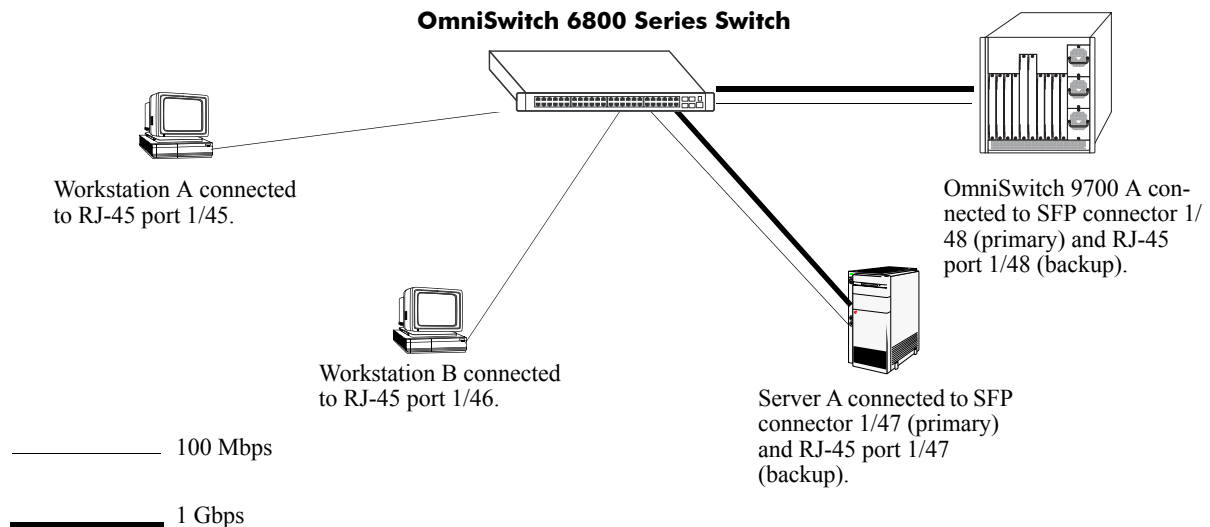 OmniSwitch 6800 Series Switch
Workstation A connected
to RJ-45 port 1/45.
OmniSwitch 9700 A con-
nected to SFP connector 1/
48 (primary) and RJ-45
port 1/48 (backup).
Workstation B connected
to RJ-45 port 1/46.
Server A connected to SFP
connector 1/47 (primary)
and RJ-45 port 1/47
(backup).
100 Mbps
1 Gbps